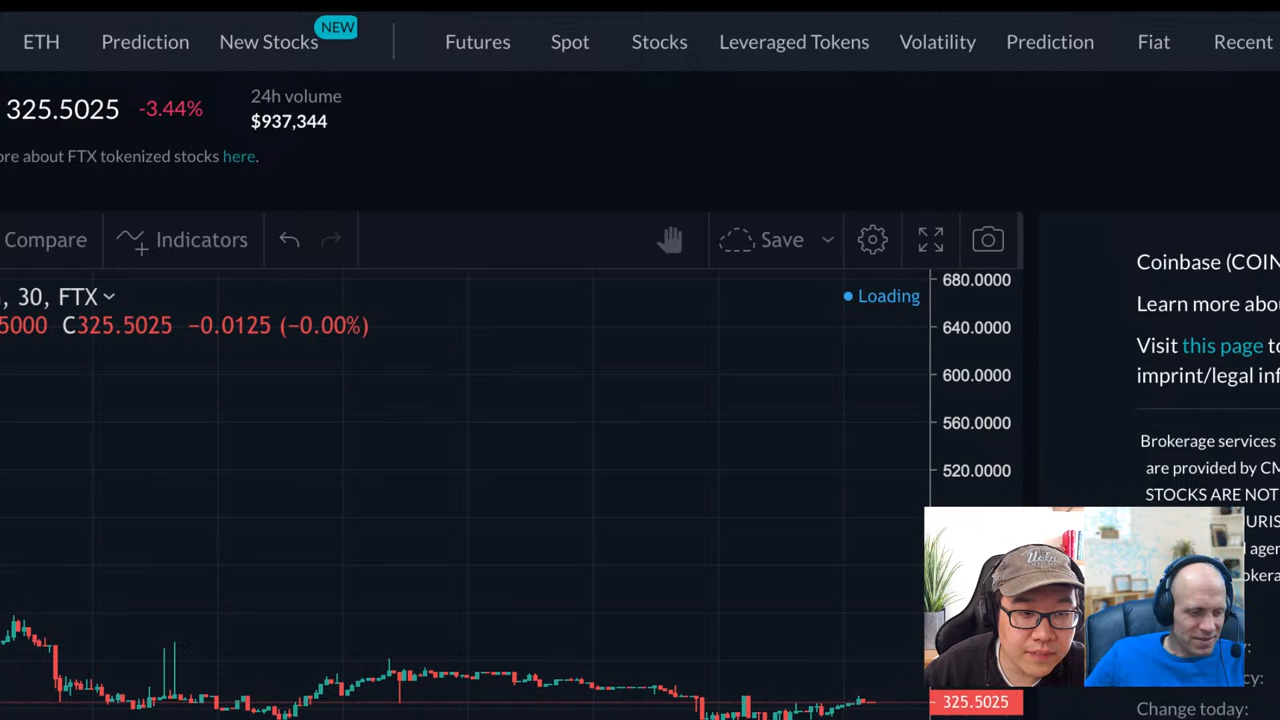 ETH Prediction New Stocks NEW Futures Spot Stocks Leveraged Tokens Volatility Prediction Fiat Recent
325.5025 -3.44% 24h volume
$937,344
ore about FTX tokenized stocks here.
Compare Indicators Save
, 30, FTX
5000 C325.5025 −0.0125 (−0.00%)
Loading
680.0000
640.0000
600.0000
560.0000
520.0000
325.5025
Coinbase (COIN
Learn more abo
Visit this page to
imprint/legal inf
Brokerage services
are provided by CM
STOCKS ARE NOT
URIS
agen
okera
y:
cy:
Change today: